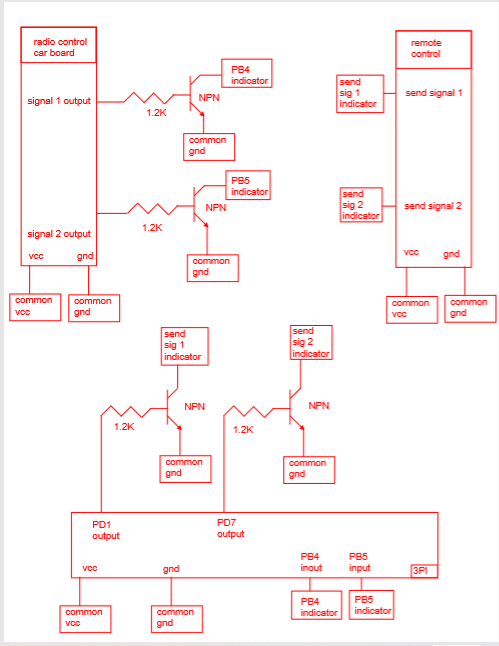 radio control
car board
signal 1 output
1.2K
NPN
PB4
indicator
common
gnd
signal 2 output
1.2K
NPN
PB5
indicator
common
gnd
vcc
gnd
common
vcc
common
gnd
remote
control
send
sig 1
indicator
send signal 1
send
sig 2
indicator
send signal 2
vcc
gnd
common
vcc
common
gnd
send
sig 1
indicator
NPN
1.2K
common
gnd
send
sig 2
indicator
NPN
1.2K
common
gnd
PD1
output
PD7
output
vcc
gnd
PB4
inout
PB5
input
3PI
common
vcc
common
gnd
PB4
indicator
PB5
indicator